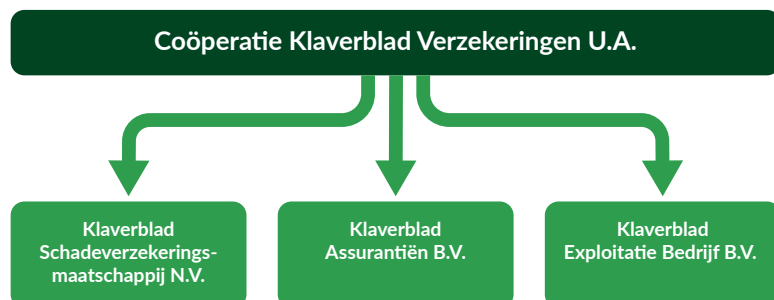 Coöperatie Klaverblad Verzekeringen U.A.
Klaverblad
Schadeverzekerings-
maatschappij N.V.
Klaverblad
Assurantiën B.V.
Klaverblad
Exploitatie Bedrijf B.V.